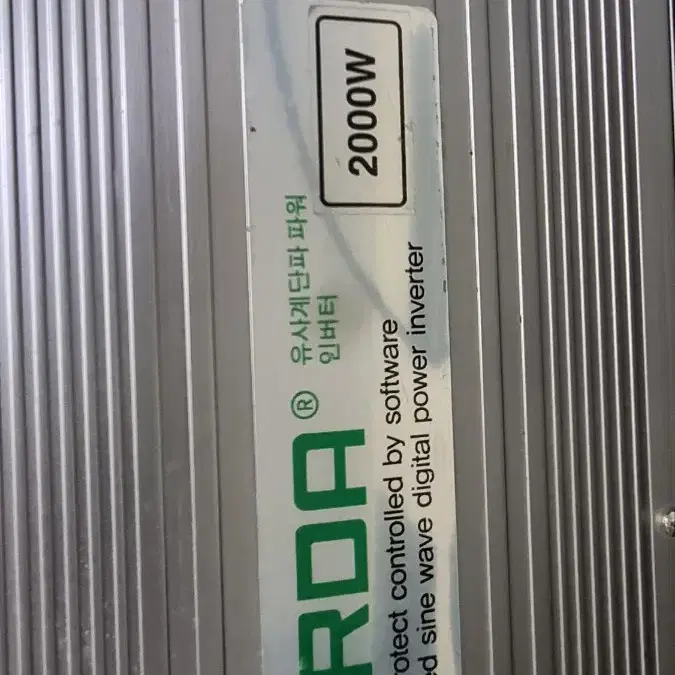 RDA® 유사계단파 파워
인버터
2000W
otect controlled by software
ed sine wave digital power inverter